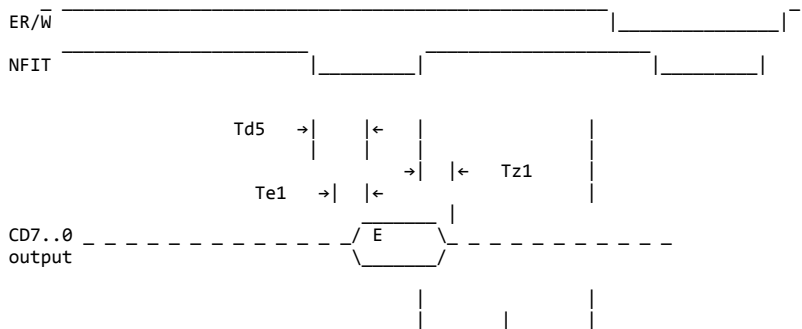 ER/W
NFIT
Td5
Tz1
Te1
CD7..0 E
output